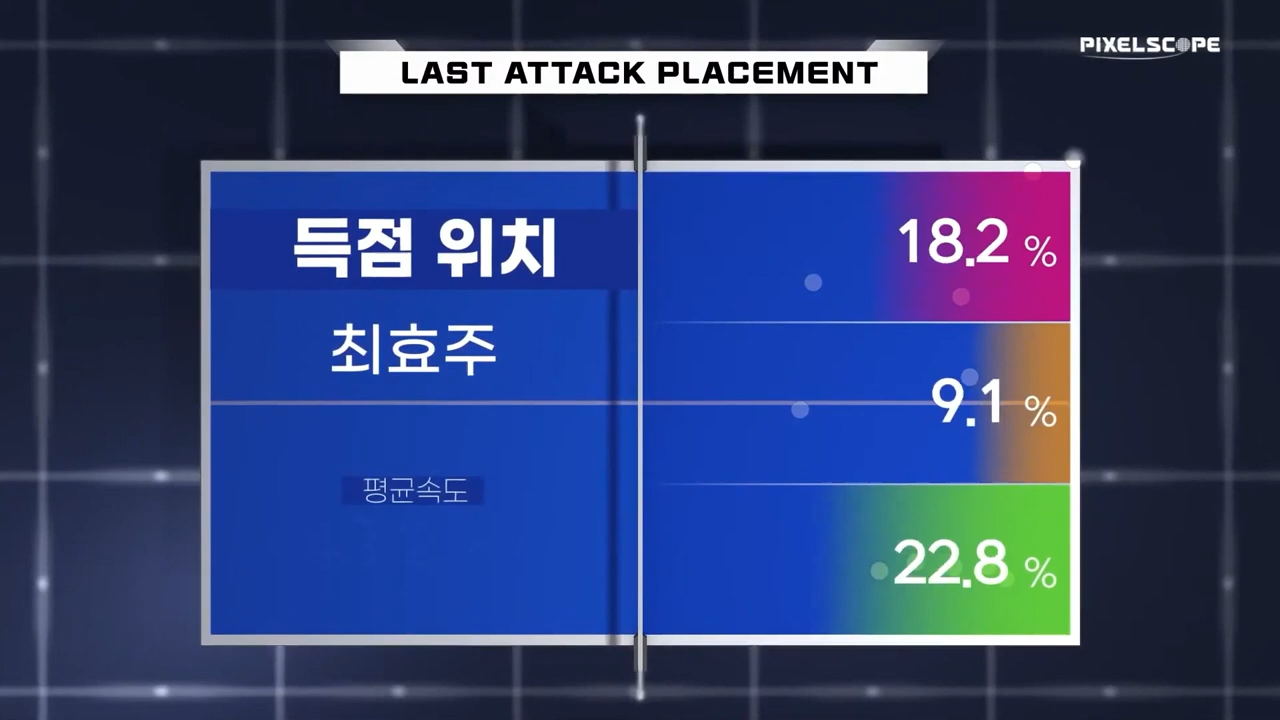 PIXELSCOPE
LAST ATTACK PLACEMENT
득점 위치
최효주
평균속도
18.2 %
9.1 %
22.8 %